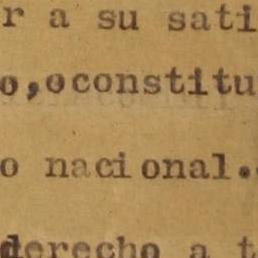 r a su sati
o,oconstitu
o nacional.
derecho a t